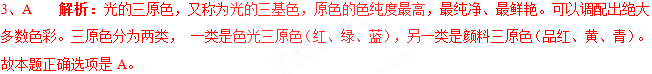 3、A 解析：光的三原色，又称为光的三基色，原色的色纯度最高，最纯净、最鲜艳。可以调配出绝大
多数色彩。三原色分为两类， 一类是色光三原色（红、绿、蓝），另一类是颜料三原色（品红、黄、青）。
故本题正确选项是 A。